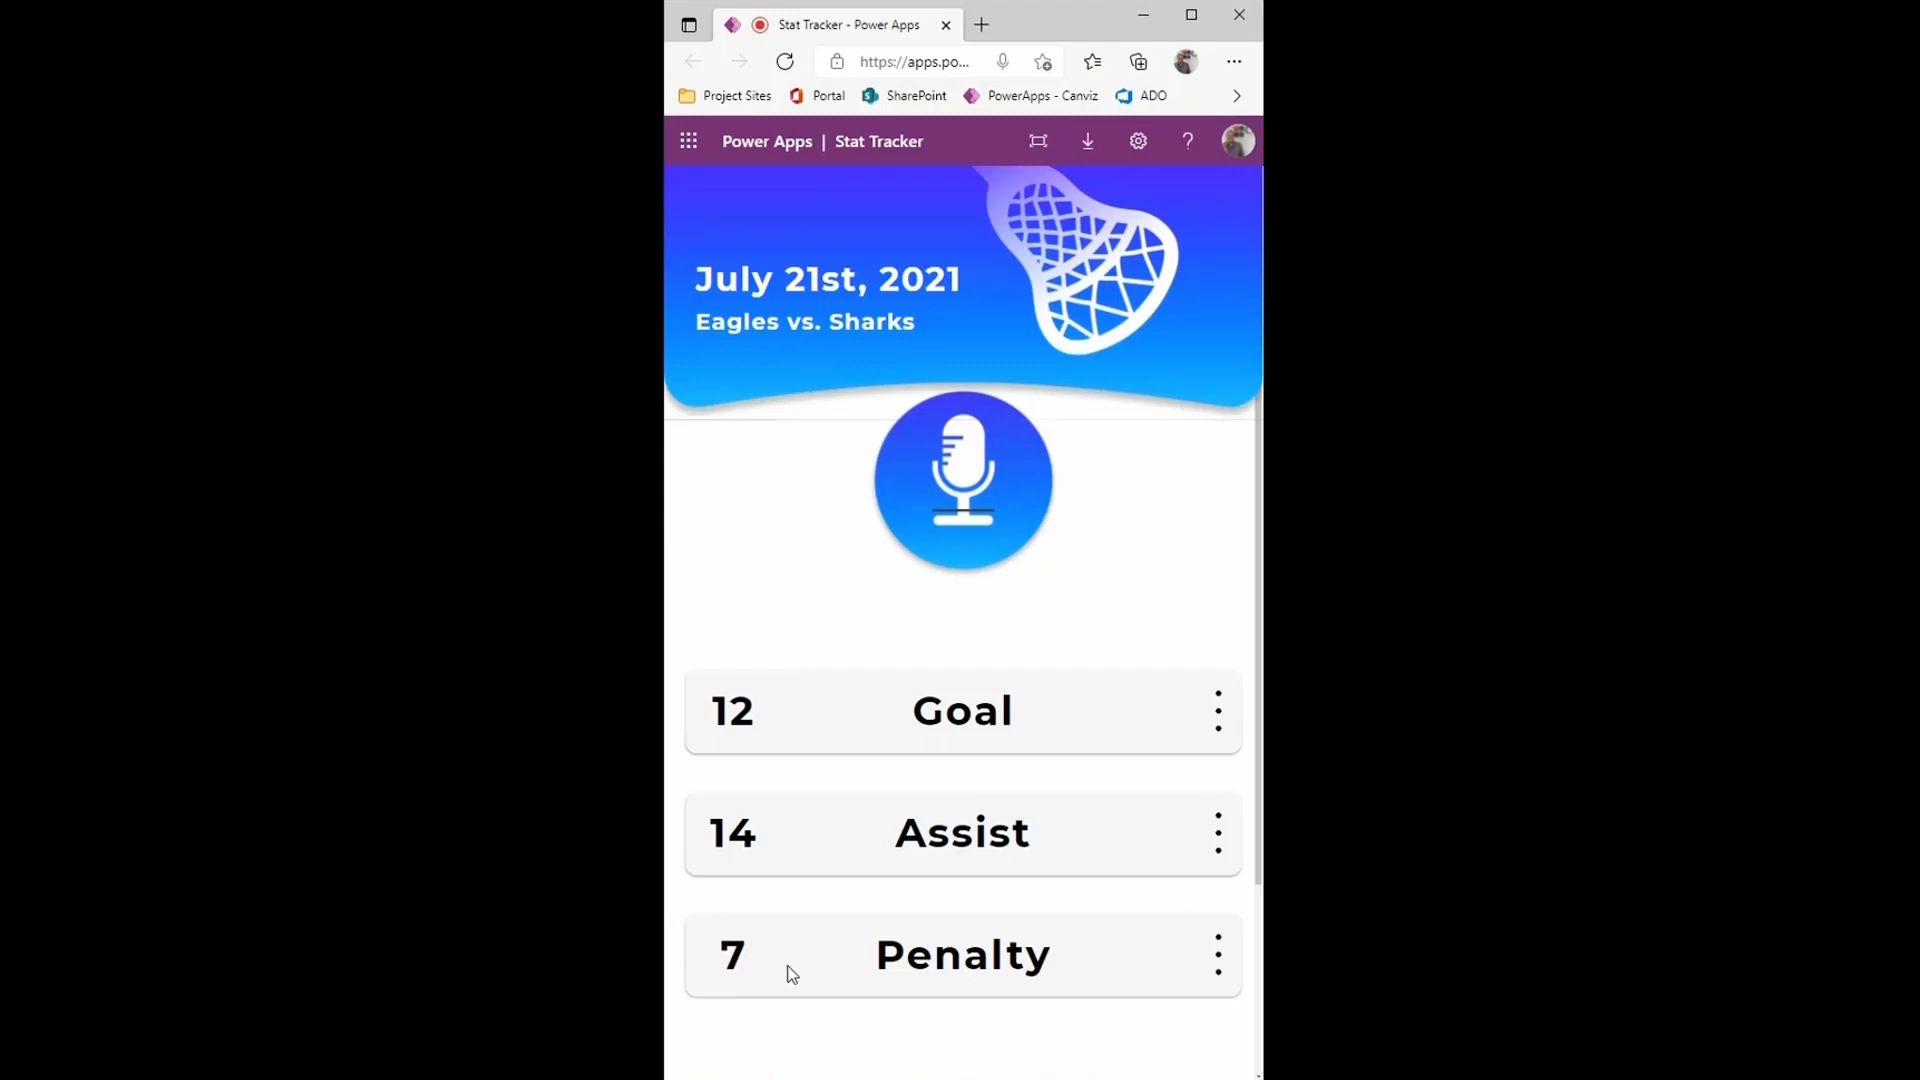 Stat Tracker - Power Apps
https://apps.po...
Project Sites Portal SharePoint PowerApps - Canviz ADO
Power Apps | Stat Tracker
July 21st, 2021
Eagles vs. Sharks
12 Goal
14 Assist
7 Penalty